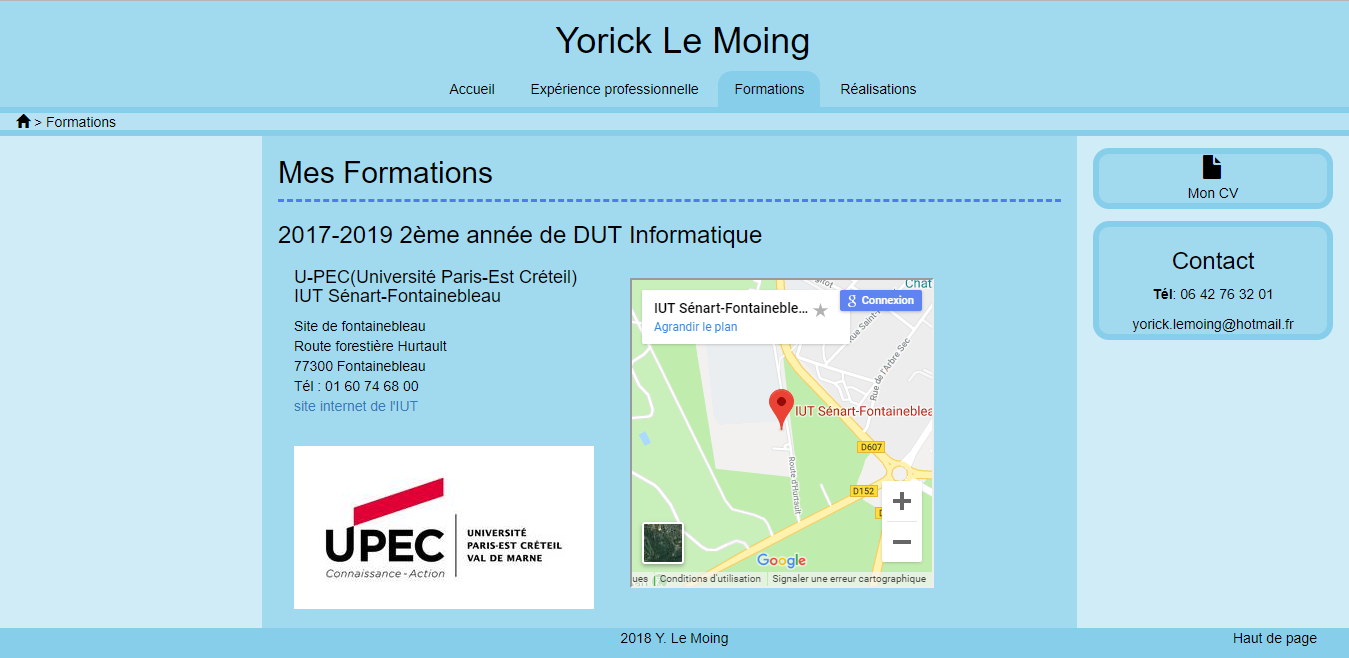 Yorick Le Moing
Accueil
Expérience professionnelle
Formations
Réalisations
> Formations
Mes Formations
2017-2019 2ème année de DUT Informatique
U-PEC(Université Paris-Est Créteil)
IUT Sénart-Fontainebleau
Site de fontainebleau
Route forestière Hurtault
77300 Fontainebleau
Tél : 01 60 74 68 00
site internet de l'IUT
UPEC
Connaissance - Action
UNIVERSITÉ
PARIS-EST CRÉTEIL
VAL DE MARNE
IUT Sénart-Fontaineble...
Agrandir le plan
Connexion
Chat
Rue de l'Arbre Sec
IUT Sénart-Fontaineblea
D607
D152
Route d'Hurtault
+
−
Google
ues
Conditions d'utilisation
Signaler une erreur cartographique
Mon CV
Contact
Tél: 06 42 76 32 01
yorick.lemoing@hotmail.fr
2018 Y. Le Moing
Haut de page